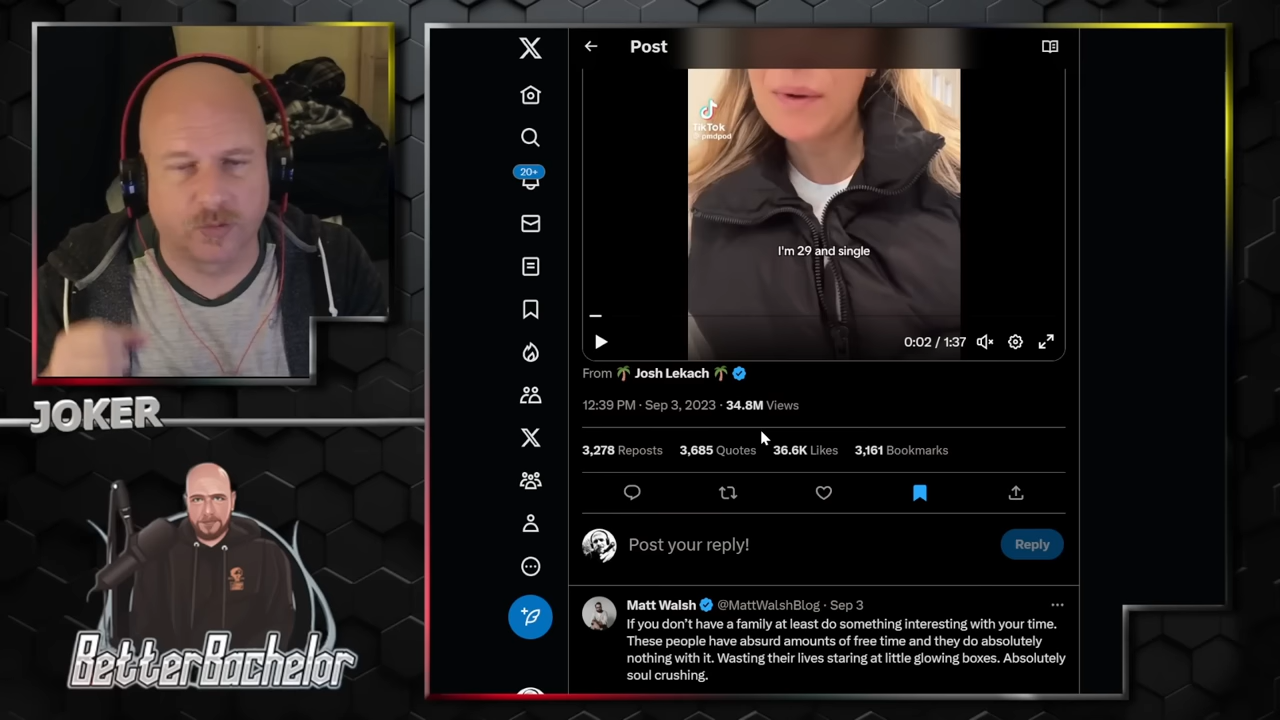 Post
TikTok
pmdpod
I'm 29 and single
0:02 / 1:37
20+
From 🌴 Josh Lekach 🌴
12:39 PM · Sep 3, 2023 · 34.8M Views
3,278 Reposts 3,685 Quotes 36.6K Likes 3,161 Bookmarks
Post your reply!
Reply
Matt Walsh @MattWalshBlog · Sep 3
If you don't have a family at least do something interesting with your time.
These people have absurd amounts of free time and they do absolutely
nothing with it. Wasting their lives staring at little glowing boxes. Absolutely
soul crushing.
JOKER
BetterBachelor